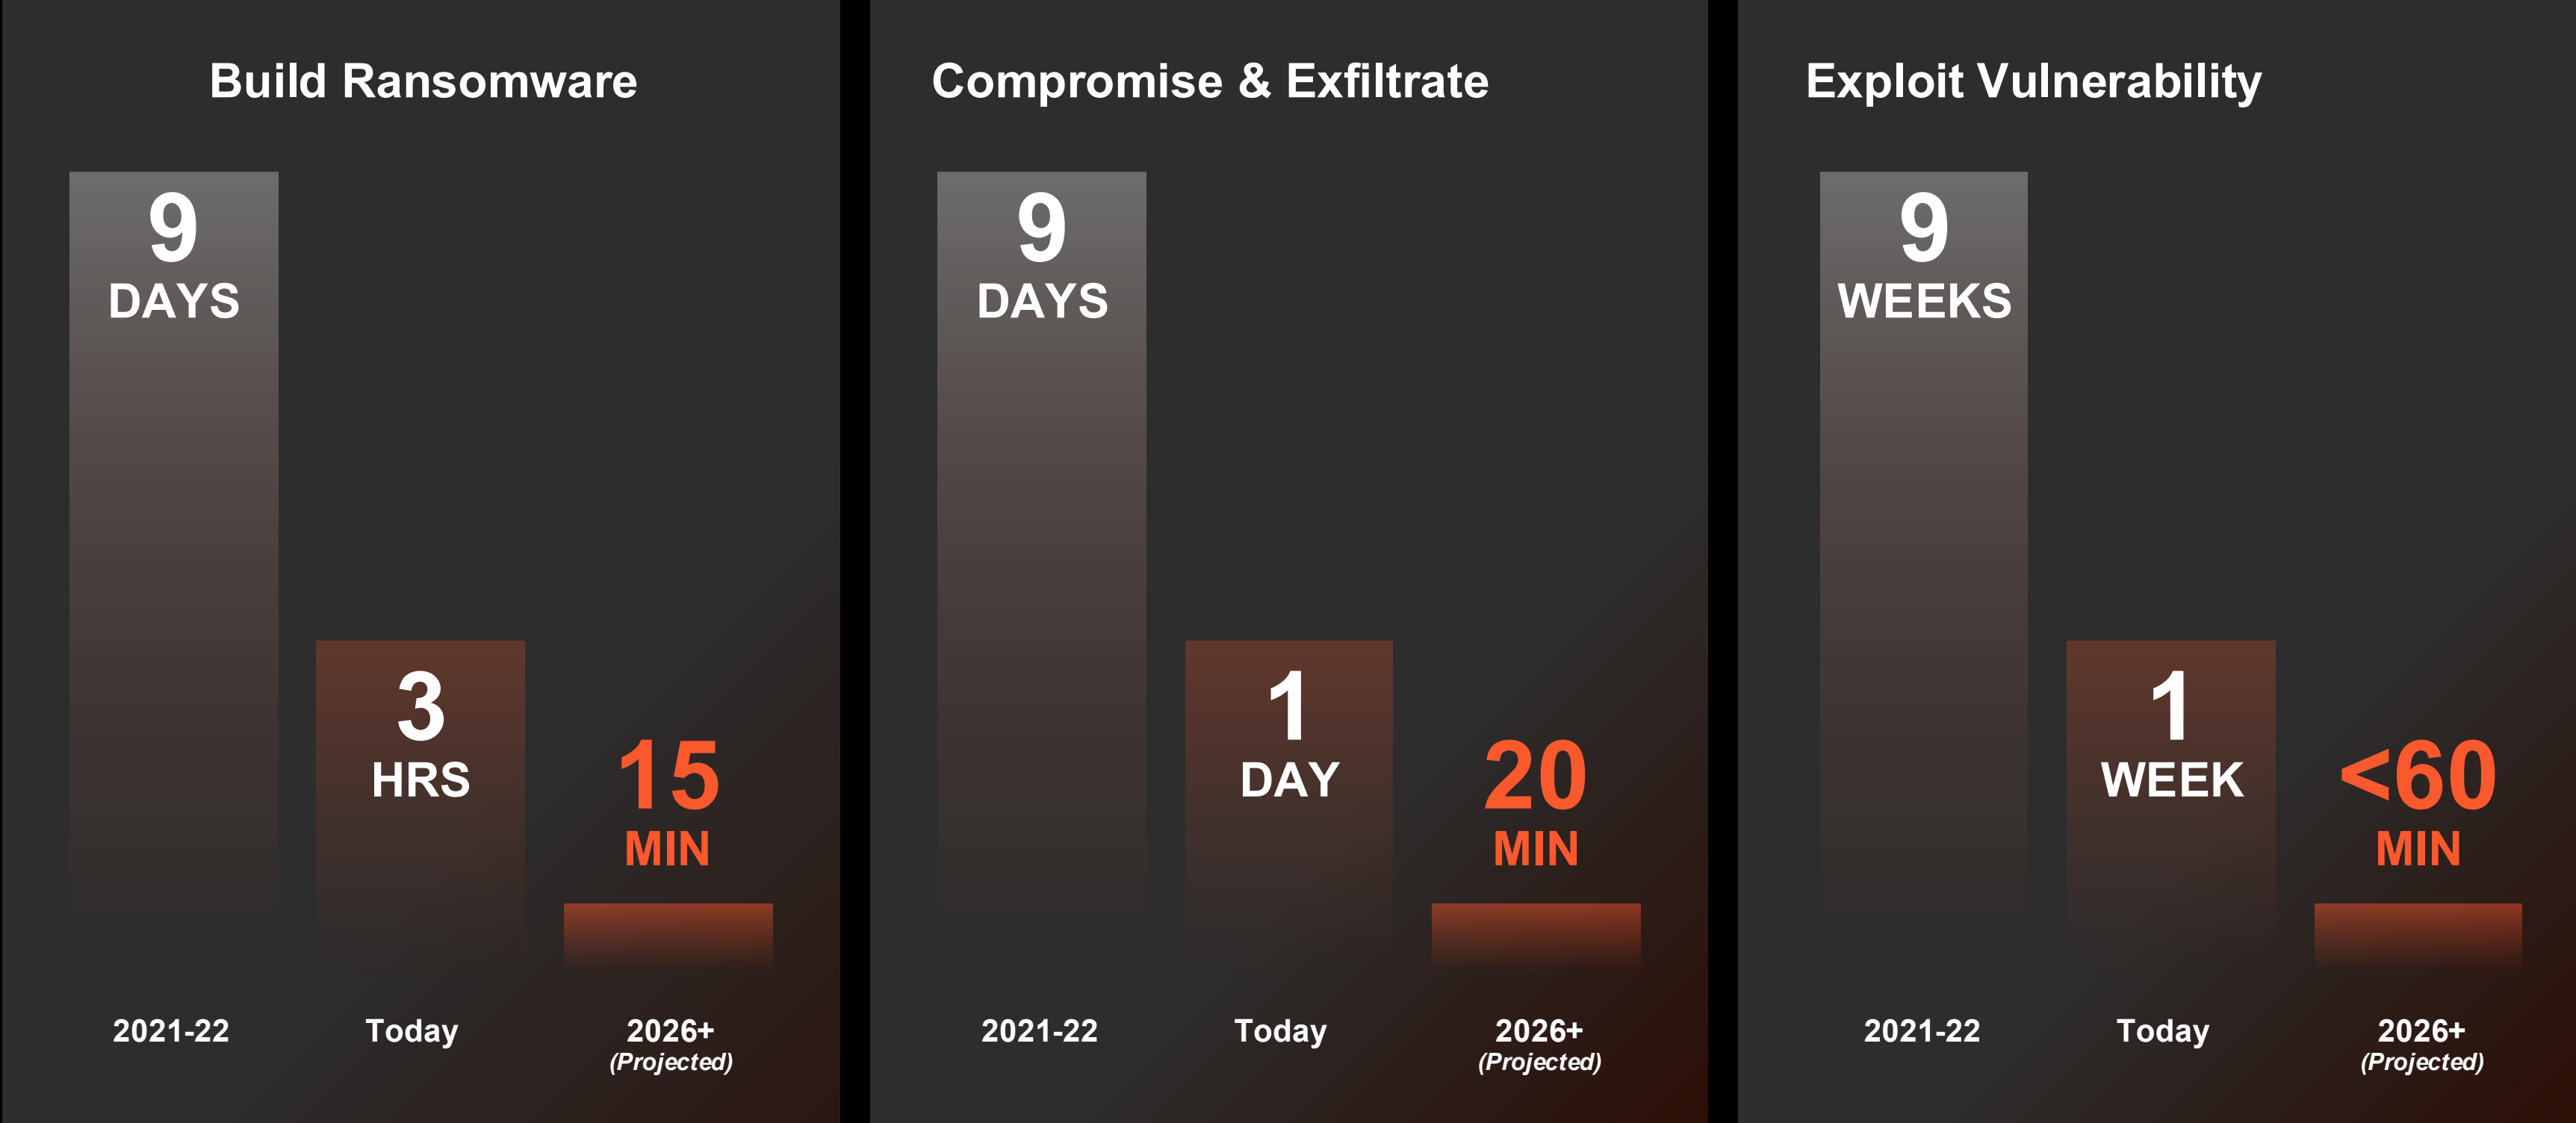 Build Ransomware
9
DAYS
3
HRS
15
MIN
2021-22
Today
2026+
(Projected)
Compromise & Exfiltrate
9
DAYS
1
DAY
20
MIN
2021-22
Today
2026+
(Projected)
Exploit Vulnerability
9
WEEKS
1
WEEK
<60
MIN
2021-22
Today
2026+
(Projected)